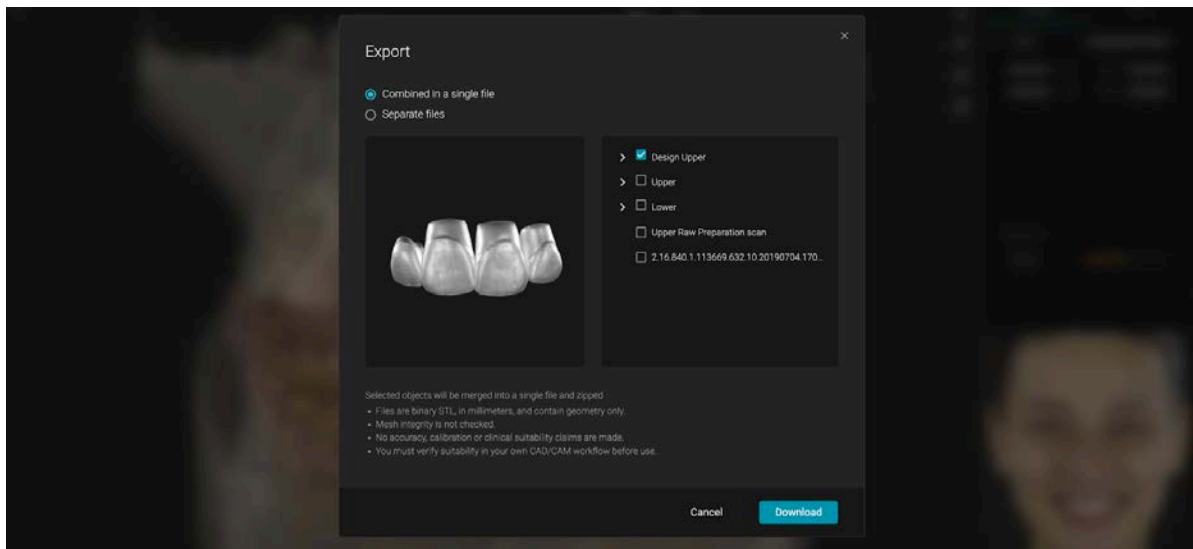 Export
Combined in a single file
Separate files
Design Upper
Upper
Lower
Upper Raw Preparation scan
2.16.840.1.113669.632.10.20190704.170...
Selected objects will be merged into a single file and zipped
• Files are binary STL, in millimeters, and contain geometry only.
• Mesh integrity is not checked.
• No accuracy, calibration or clinical suitability claims are made.
• You must verify suitability in your own CAD/CAM workflow before use.
Cancel
Download